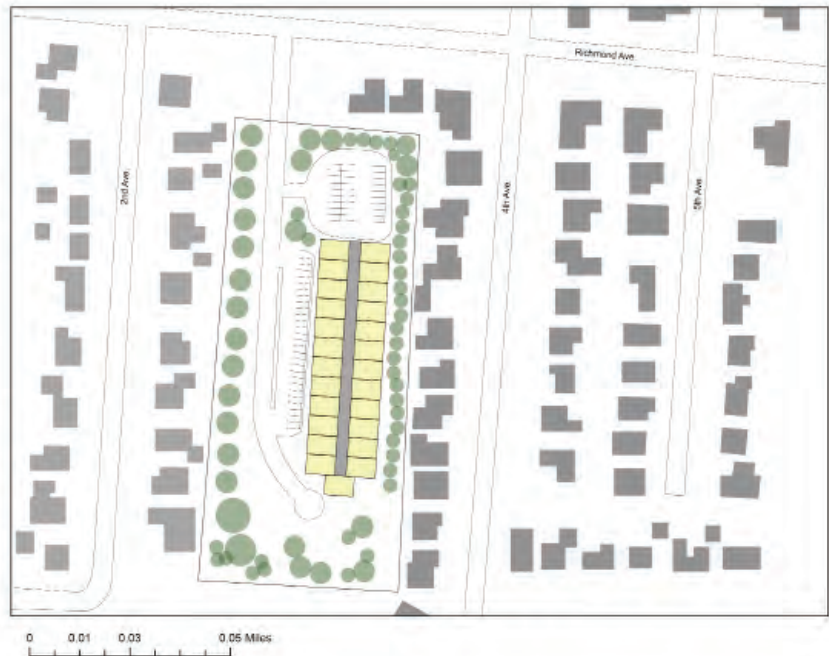 Richmond Ave.
2nd Ave.
4th Ave.
5th Ave.
0 0.01 0.03 0.05 Miles